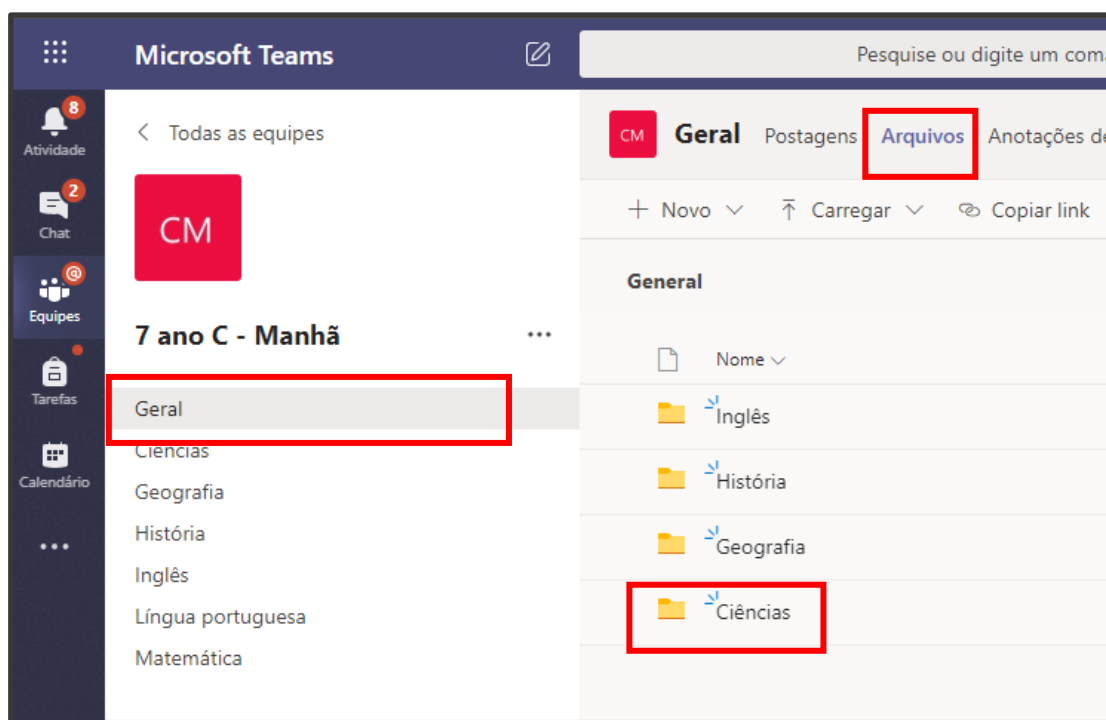 Microsoft Teams
Pesquise ou digite um com
8
Atividade
2
Chat
@
Equipes
Tarefas
Calendário
Todas as equipes
CM
7 ano C - Manhã
Geral
Ciências
Geografia
História
Inglês
Língua portuguesa
Matemática
CM Geral Postagens Arquivos Anotações de
Novo Carregar Copiar link
General
Nome
Inglês
História
Geografia
Ciências